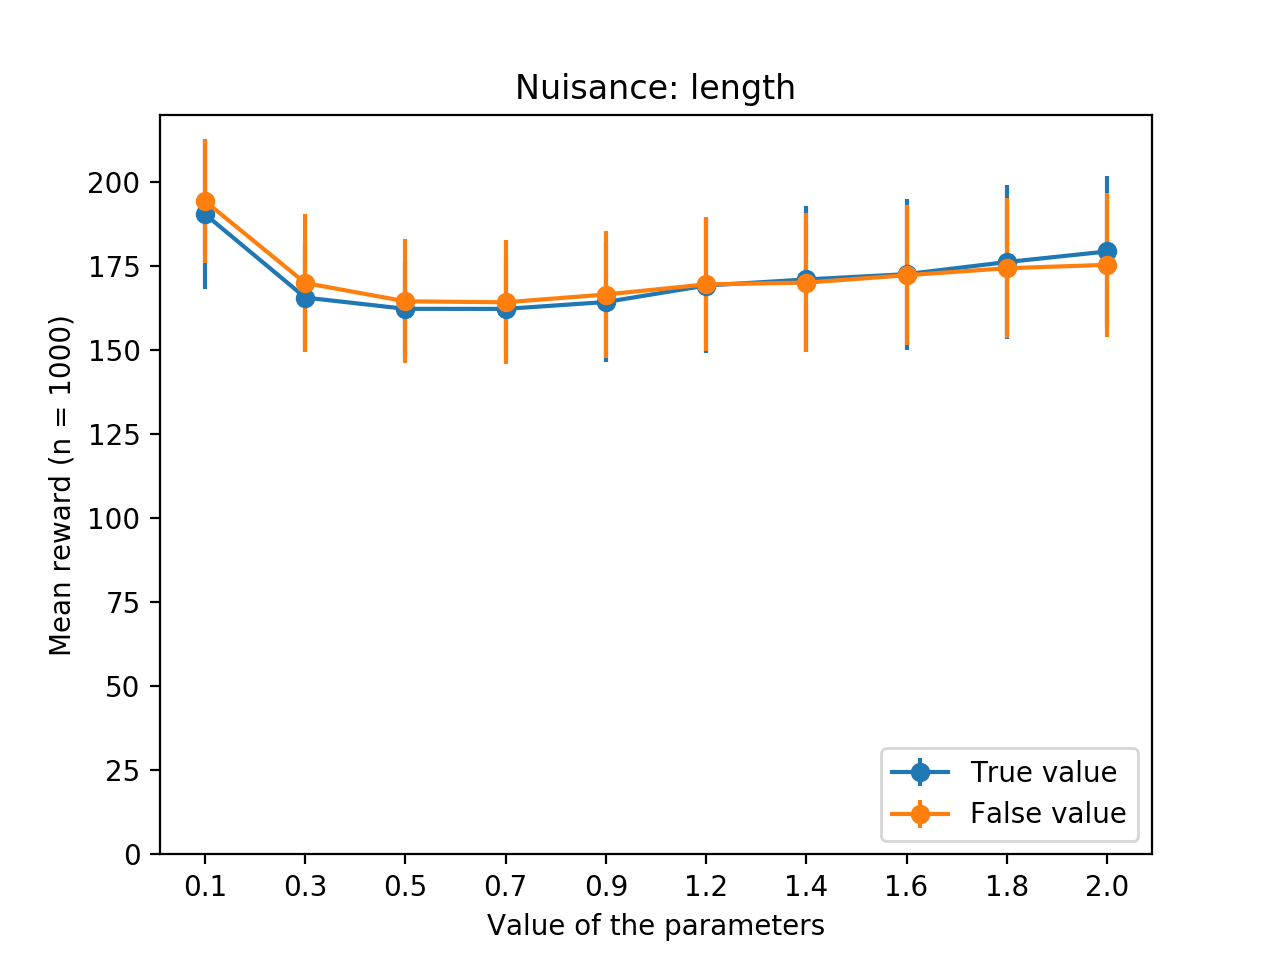 Nuisance: length
200
175
150
125
100
75
50
25
0
Mean reward (n = 1000)
0.1 0.3 0.5 0.7 0.9 1.2 1.4 1.6 1.8 2.0
Value of the parameters
True value
False value